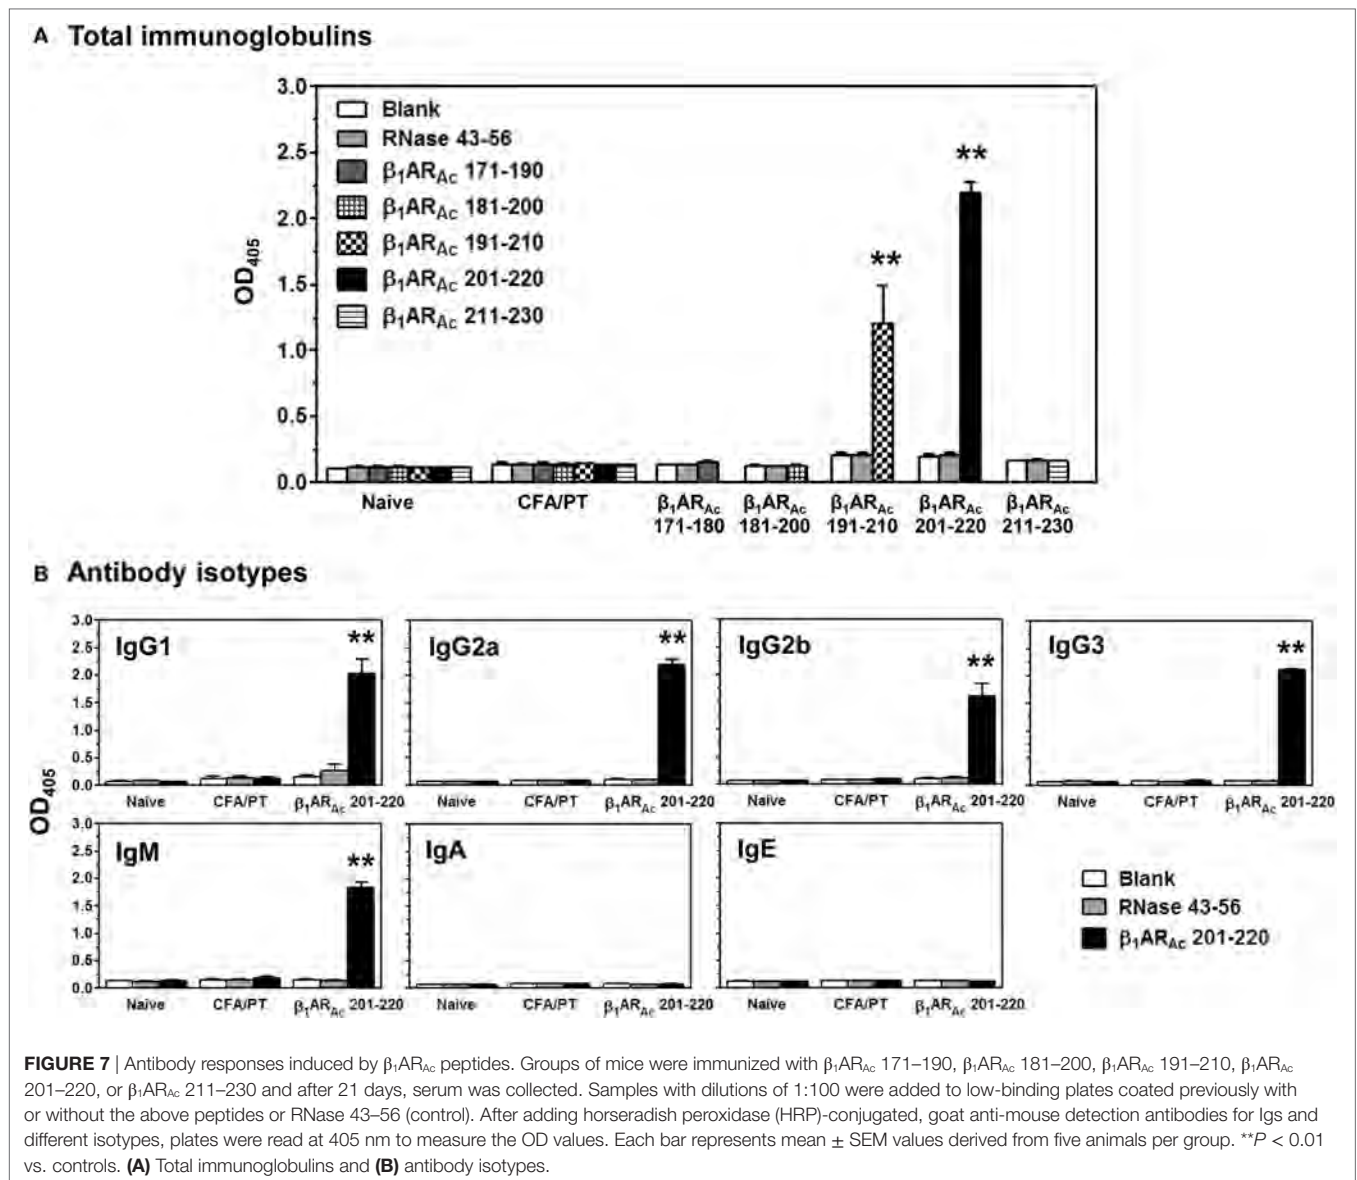 A Total immunoglobulins
3.0
2.5
2.0
1.5
1.0
0.5
0.0
OD405
Blank
RNase 43-56
β1ARAc 171-190
β1ARAc 181-200
β1ARAc 191-210
β1ARAc 201-220
β1ARAc 211-230
**
**
Naive CFA/PT β1ARAc β1ARAc β1ARAc β1ARAc β1ARAc
171-180 181-200 191-210 201-220 211-230
B Antibody isotypes
3.0
2.5
2.0
1.5
1.0
0.5
0.0
IgG1
**
Naive CFA/PT β1ARAc 201-220
IgG2a
**
Naive CFA/PT β1ARAc 201-220
IgG2b
**
Naive CFA/PT β1ARAc 201-220
IgG3
**
Naive CFA/PT β1ARAc 201-220
OD405
3.0
2.5
2.0
1.5
1.0
0.5
0.0
IgM
**
Naive CFA/PT β1ARAc 201-220
IgA
Naive CFA/PT β1ARAc 201-220
IgE
Naive CFA/PT β1ARAc 201-220
Blank
RNase 43-56
β1ARAc 201-220
FIGURE 7 | Antibody responses induced by β1ARAc peptides. Groups of mice were immunized with β1ARAc 171–190, β1ARAc 181–200, β1ARAc 191–210, β1ARAc
201–220, or β1ARAc 211–230 and after 21 days, serum was collected. Samples with dilutions of 1:100 were added to low-binding plates coated previously with
or without the above peptides or RNase 43–56 (control). After adding horseradish peroxidase (HRP)-conjugated, goat anti-mouse detection antibodies for Igs and
different isotypes, plates were read at 405 nm to measure the OD values. Each bar represents mean ± SEM values derived from five animals per group. **P < 0.01
vs. controls. (A) Total immunoglobulins and (B) antibody isotypes.